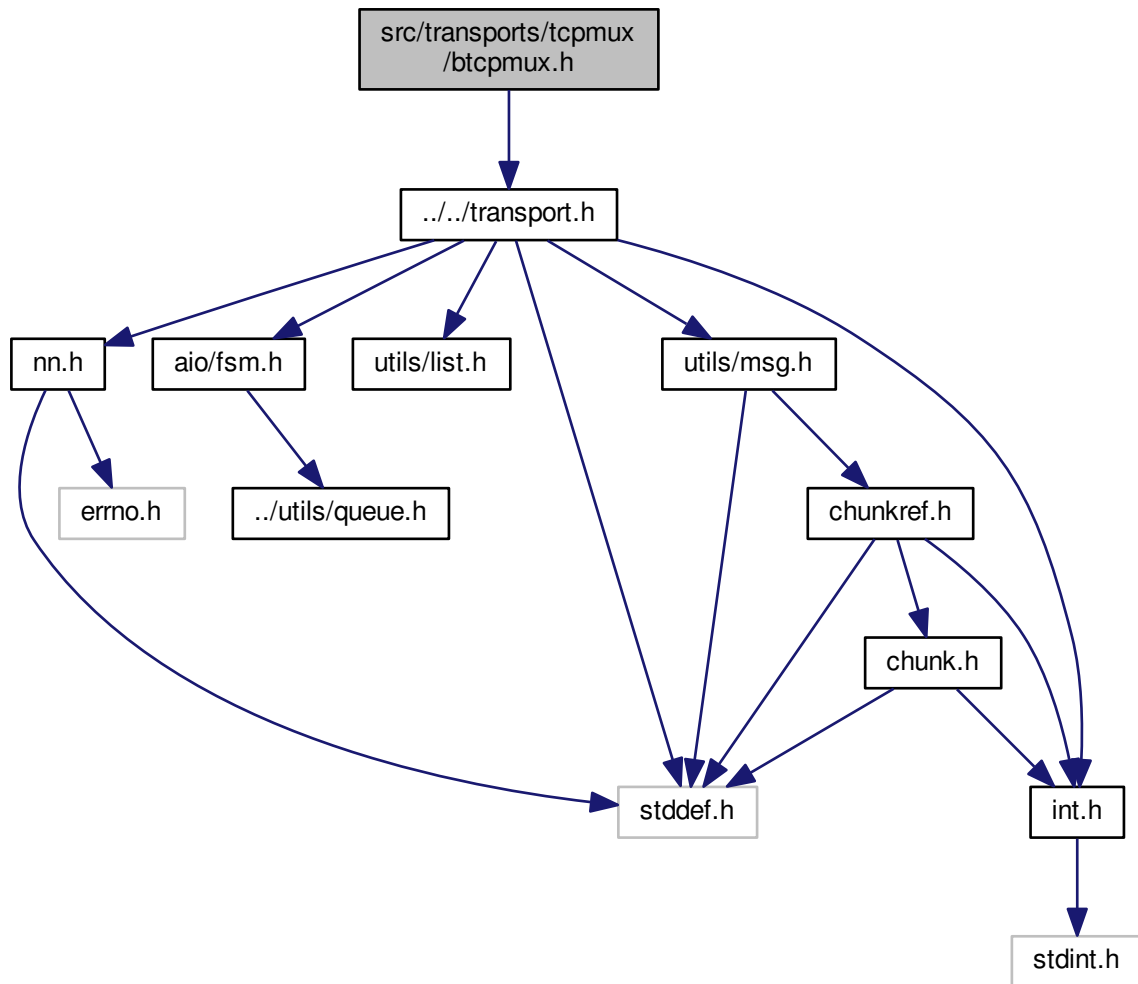 src/transports/tcpmux
/btcpmux.h
../../transport.h
nn.h
aio/fsm.h
utils/list.h
utils/msg.h
errno.h
../utils/queue.h
chunkref.h
chunk.h
stddef.h
int.h
stdint.h